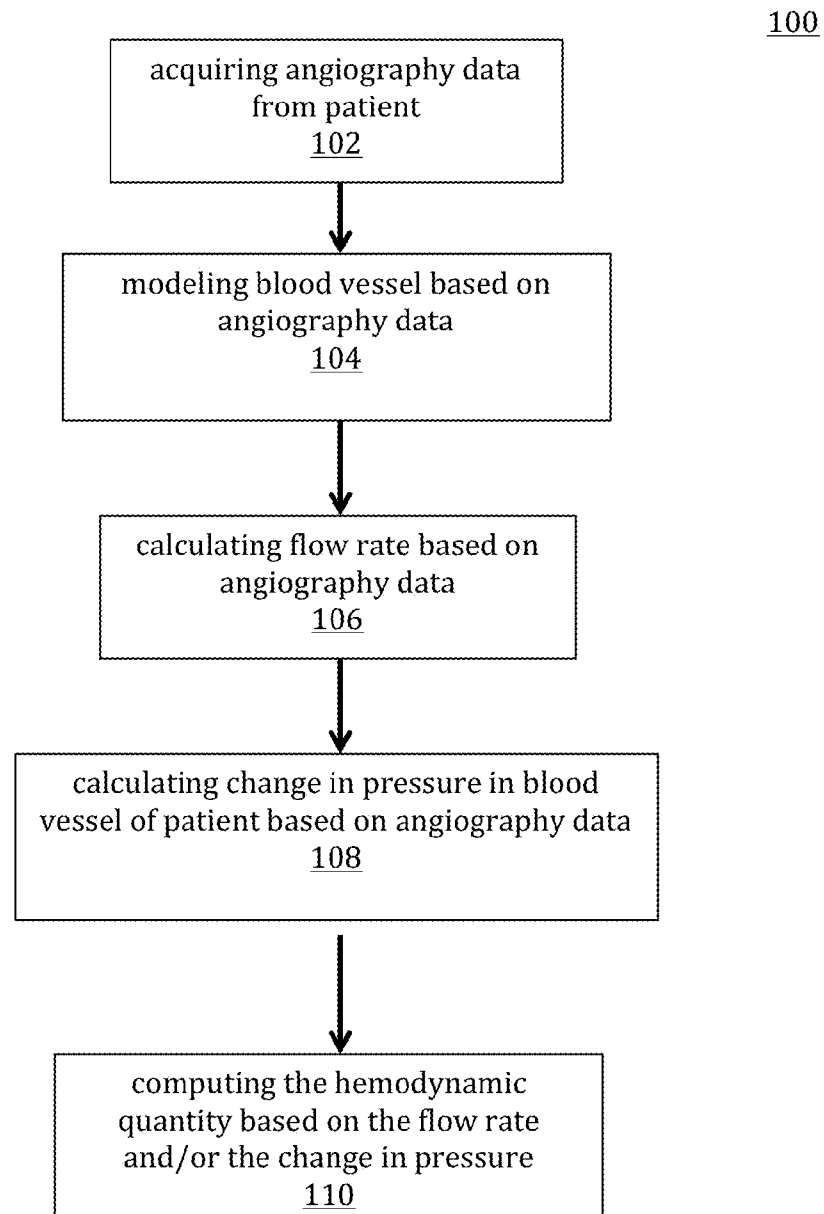 100
acquiring angiography data
from patient
102
modeling blood vessel based on
angiography data
104
calculating flow rate based on
angiography data
106
calculating change in pressure in blood
vessel of patient based on angiography data
108
computing the hemodynamic
quantity based on the flow rate
and/or the change in pressure
110